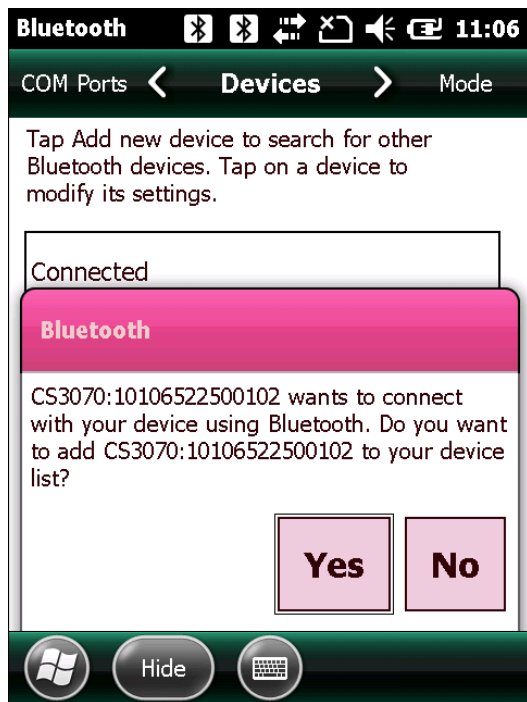 Bluetooth 11:06
COM Ports Devices Mode
Tap Add new device to search for other
Bluetooth devices. Tap on a device to
modify its settings.
Connected
Bluetooth
CS3070:10106522500102 wants to connect
with your device using Bluetooth. Do you want
to add CS3070:10106522500102 to your device
list?
Yes No
Hide